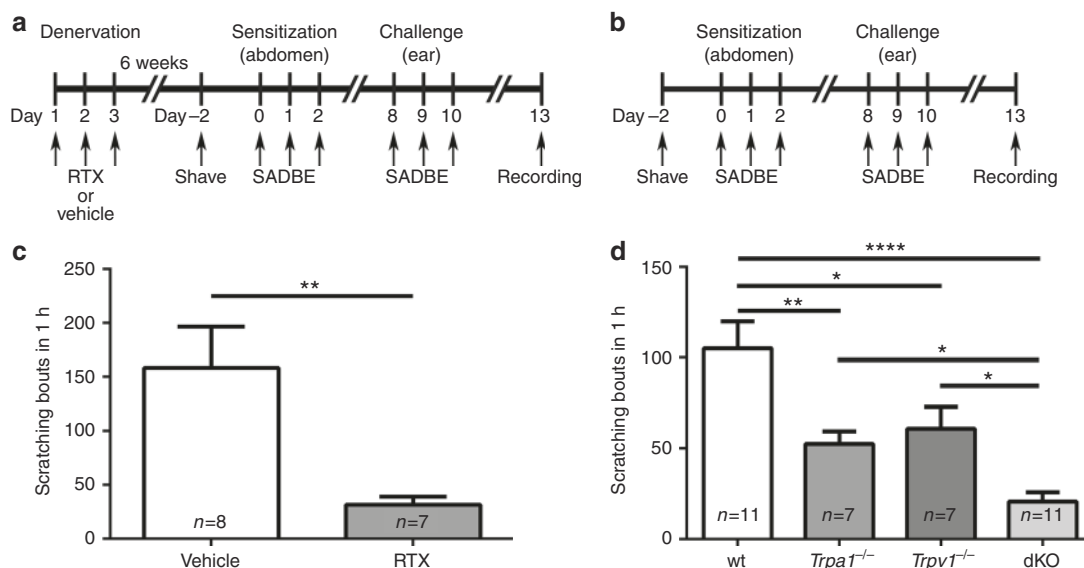 a
Denervation
Sensitization
(abdomen)
Challenge
(ear)
6 weeks
Day 1 2 3 Day –2 0 1 2 8 9 10 13
RTX
or
vehicle
Shave SADBE SADBE Recording
b
Sensitization
(abdomen)
Challenge
(ear)
Day –2 0 1 2 8 9 10 13
Shave SADBE SADBE Recording
c
Scratching bouts in 1 h
250
200
150
100
50
0
**
n=8 n=7
Vehicle RTX
d
Scratching bouts in 1 h
150
100
50
0
****
*
**
*
*
n=11 n=7 n=7 n=11
wt Trpa1–/– Trpv1–/– dKO